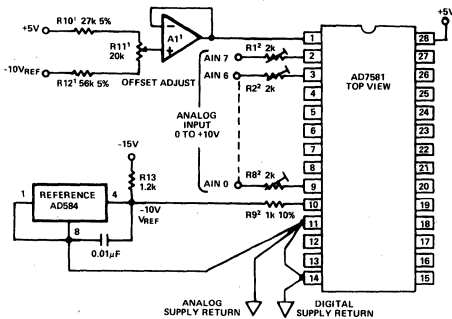 +5V
R10¹ 27k 5%
A1¹
R11¹
20k
-10VREF
R12¹ 56k 5%
OFFSET ADJUST
ANALOG
INPUT
0 TO +10V
AIN 7
R1² 2k
AIN 6
R2² 2k
AIN 0
R8² 2k
R9² 1k 10%
-15V
R13
1.2k
1
REFERENCE
AD584
4
8
-10V
VREF
0.01μF
AD7581
TOP VIEW
+5V
1
2
3
4
5
6
7
8
9
10
11
12
13
14
28
27
26
25
24
23
22
21
20
19
18
17
16
15
ANALOG
SUPPLY RETURN
DIGITAL
SUPPLY RETURN